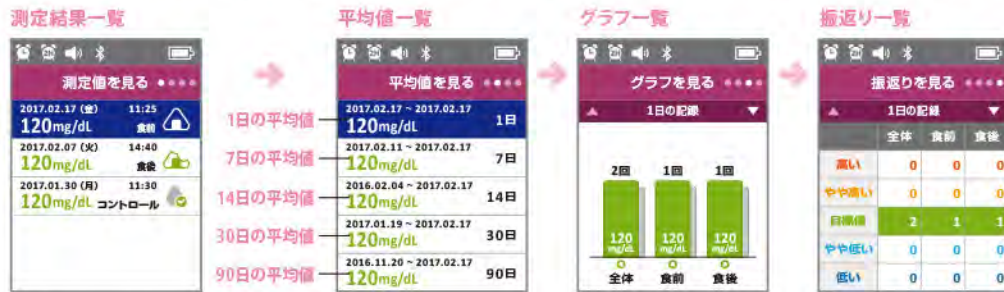 測定結果一覧
測定値を見る
2017.02.17 (金) 11:25
120mg/dL 食前
2017.02.07 (火) 14:40
120mg/dL 食後
2017.01.30 (月) 11:30
120mg/dL コントロール
平均値一覧
平均値を見る
1日の平均値
2017.02.17 ~ 2017.02.17
120mg/dL 1日
7日の平均値
2017.02.11 ~ 2017.02.17
120mg/dL 7日
14日の平均値
2016.02.04 ~ 2017.02.17
120mg/dL 14日
30日の平均値
2017.01.19 ~ 2017.02.17
120mg/dL 30日
90日の平均値
2016.11.20 ~ 2017.02.17
120mg/dL 90日
グラフ一覧
グラフを見る
1日の記録
2回 1回 1回
120 120 120
mg/dL mg/dL mg/dL
全体 食前 食後
振返り一覧
振返りを見る
1日の記録
全体 食前 食後
高い 0 0 0
やや高い 0 0 0
目標値 2 1 1
やや低い 0 0 0
低い 0 0 0